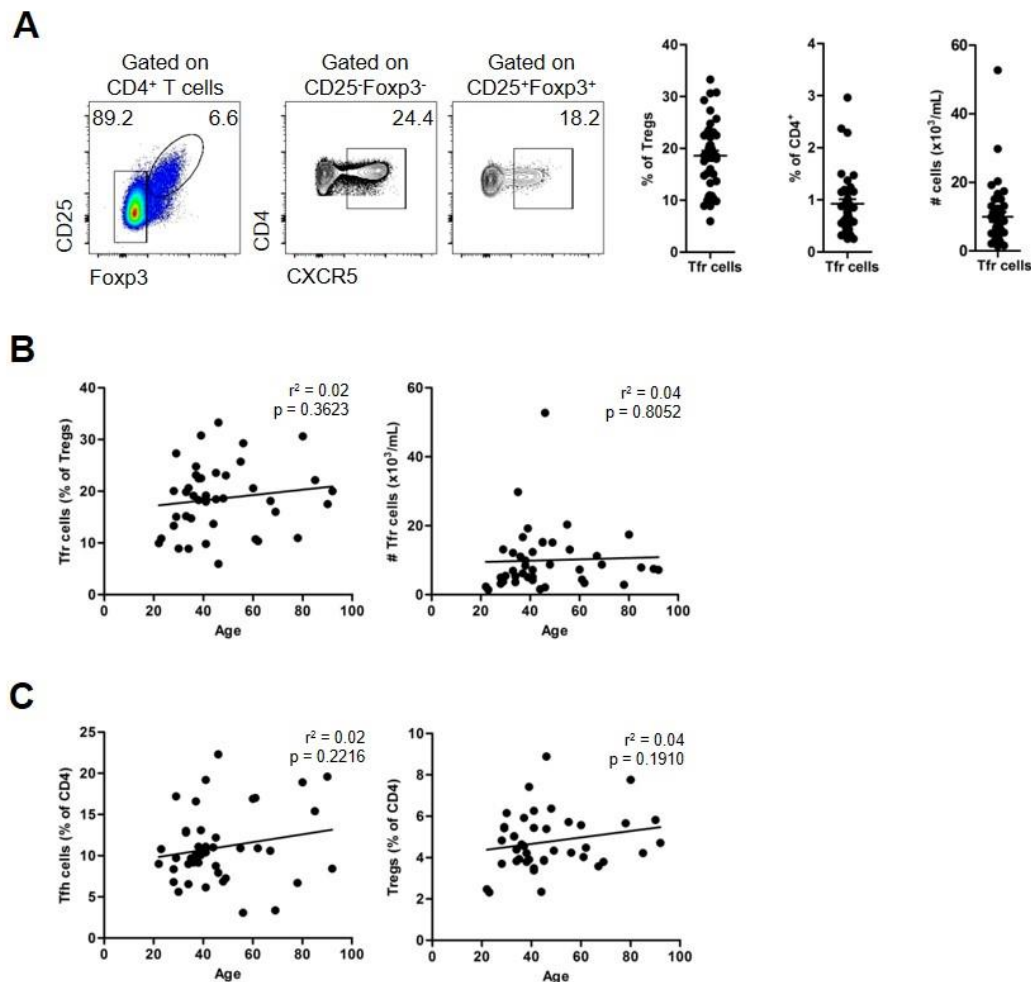 A
Gated on
CD4⁺ T cells
89.2 6.6
CD25
Foxp3
Gated on
CD25⁻Foxp3⁻
24.4
CD4
CXCR5
Gated on
CD25⁺Foxp3⁺
18.2
% of Tregs
40
30
20
10
0
Tfr cells
% of CD4⁺
4
3
2
1
0
Tfr cells
# cells (x10³/mL)
60
40
20
0
Tfr cells
B
r² = 0.02
p = 0.3623
Tfr cells (% of Tregs)
40
30
20
10
0
0 20 40 60 80 100
Age
r² = 0.04
p = 0.8052
# Tfr cells (x10³/mL)
60
40
20
0
0 20 40 60 80 100
Age
C
r² = 0.02
p = 0.2216
Tfh cells (% of CD4)
25
20
15
10
5
0
0 20 40 60 80 100
Age
r² = 0.04
p = 0.1910
Tregs (% of CD4)
10
8
6
4
2
0
0 20 40 60 80 100
Age